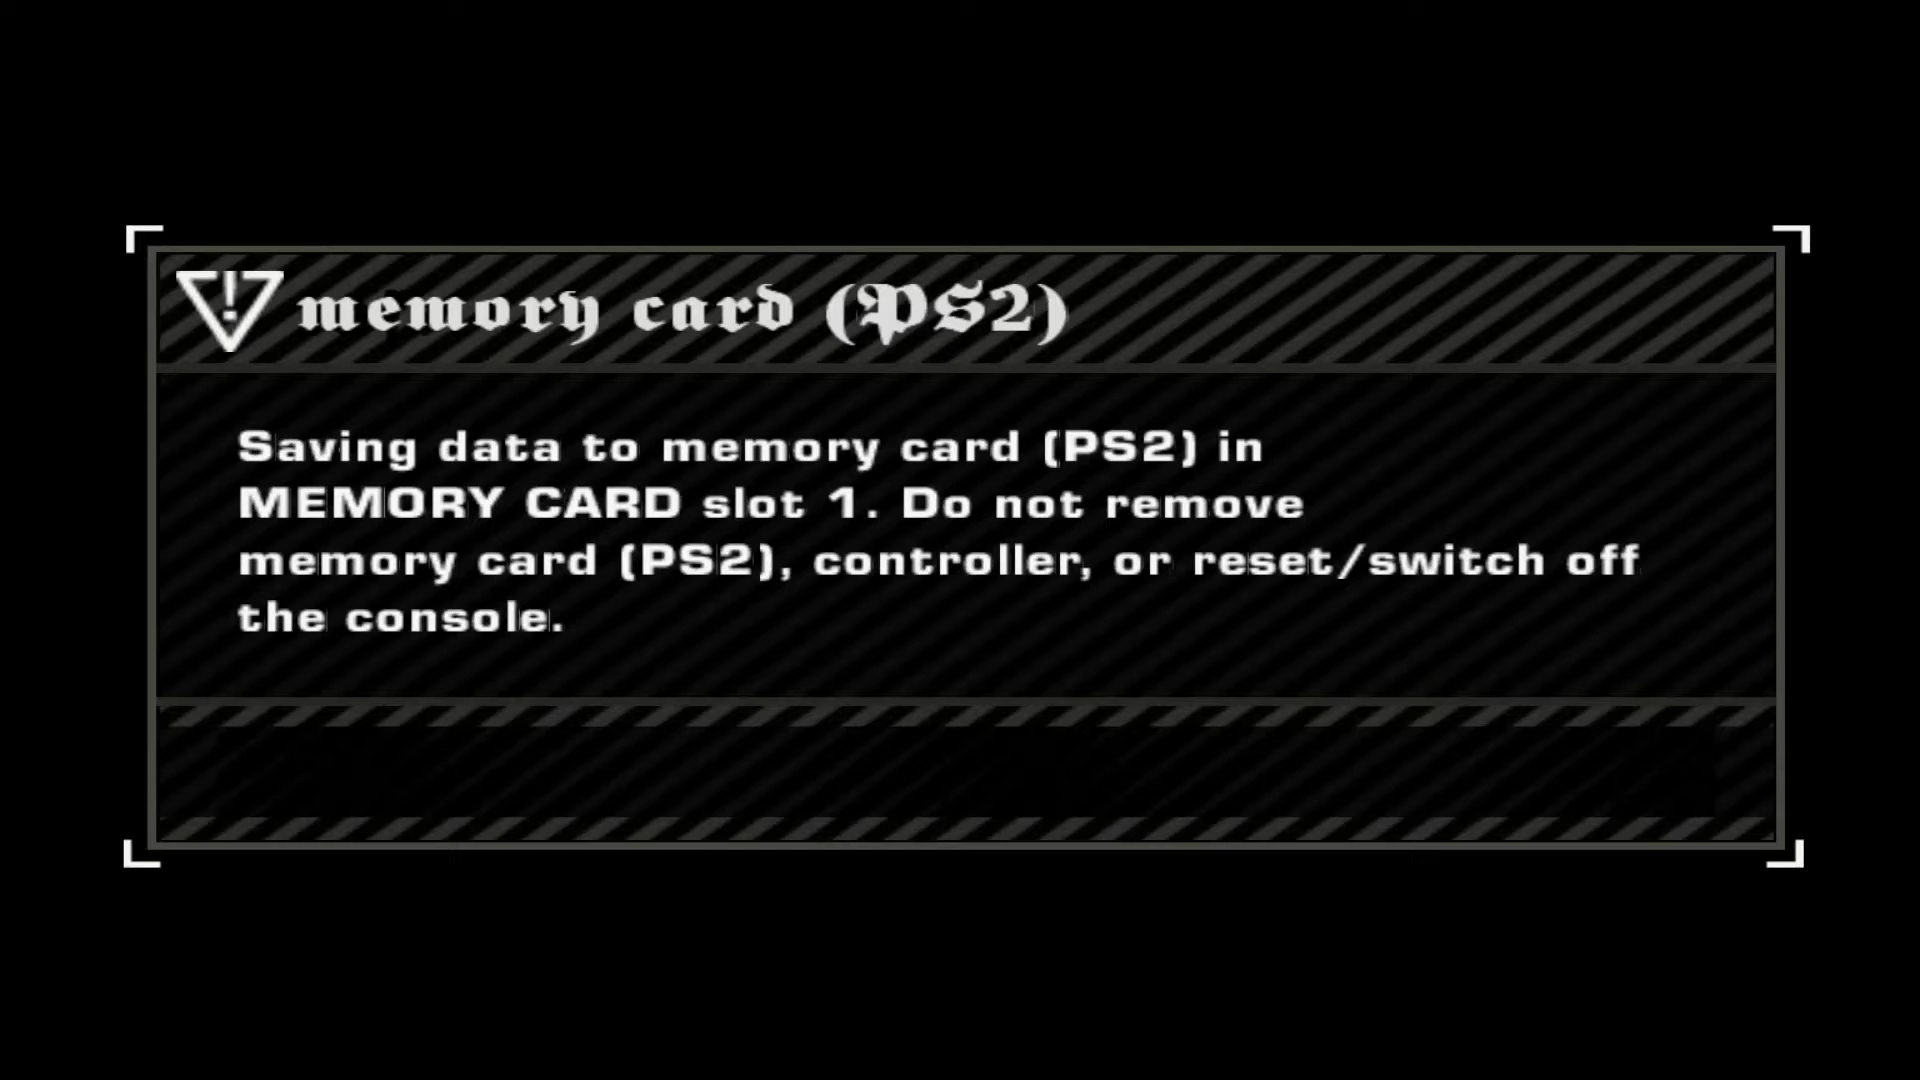 memory card (PS2)
Saving data to memory card (PS2) in
MEMORY CARD slot 1. Do not remove
memory card (PS2), controller, or reset/switch off
the console.